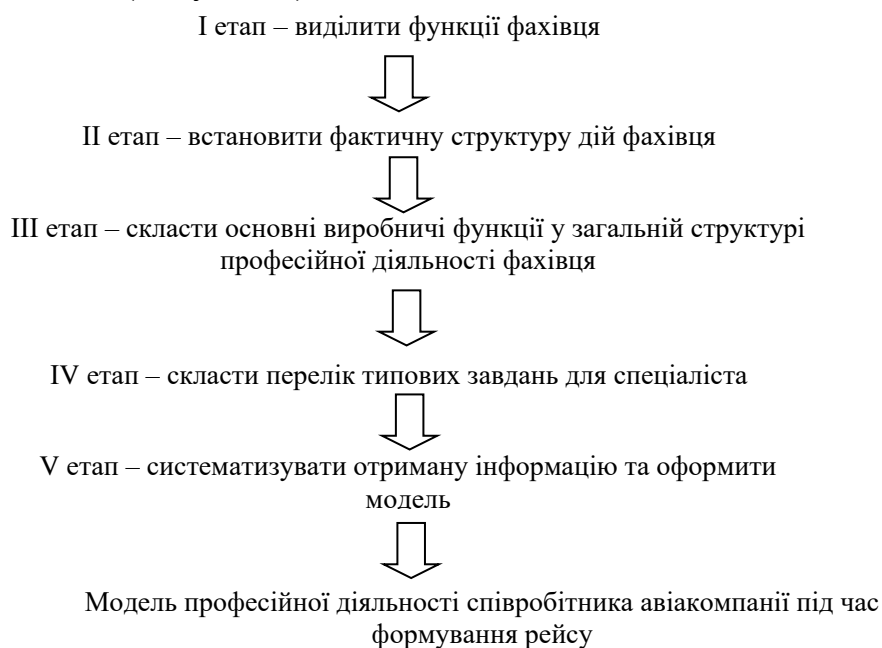 I етап – виділити функції фахівця
II етап – встановити фактичну структуру дій фахівця
III етап – скласти основні виробничі функції у загальній структурі
професійної діяльності фахівця
IV етап – скласти перелік типових завдань для спеціаліста
V етап – систематизувати отриману інформацію та оформити
модель
Модель професійної діяльності співробітника авіакомпанії під час
формування рейсу